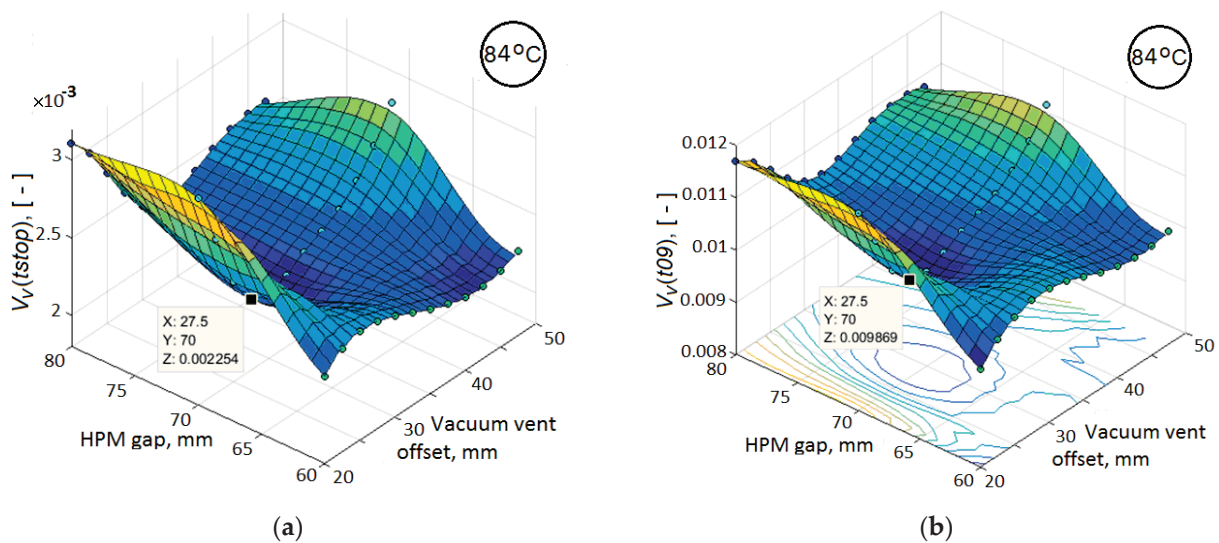 84°C
×10⁻³
3
2.5
2
V_V(tstop), [ - ]
X: 27.5
Y: 70
Z: 0.002254
80
75
70
65
60
HPM gap, mm
20
30
40
50
Vacuum vent
offset, mm
(a)
84°C
0.012
0.011
0.01
0.009
0.008
V_V(t09), [ - ]
X: 27.5
Y: 70
Z: 0.009869
80
75
70
65
60
HPM gap, mm
20
30
40
50
Vacuum vent
offset, mm
(b)